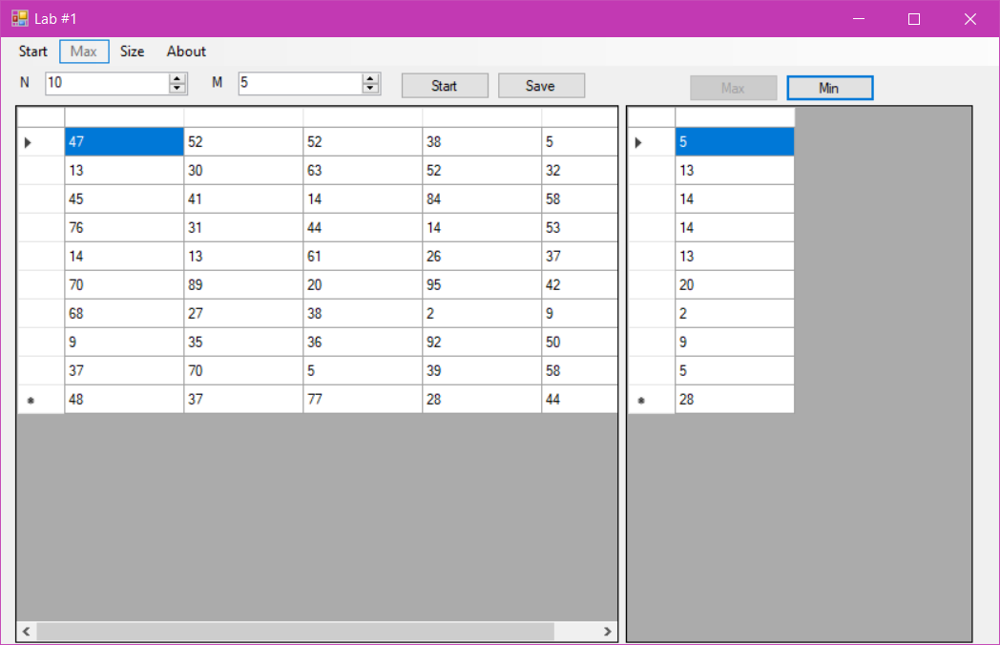 Lab #1
Start Max Size About
N 10 M 5 Start Save Max Min
47 52 52 38 5 5
13 30 63 52 32 13
45 41 14 84 58 14
76 31 44 14 53 14
14 13 61 26 37 13
70 89 20 95 42 20
68 27 38 2 9 2
9 35 36 92 50 9
37 70 5 39 58 5
48 37 77 28 44 28